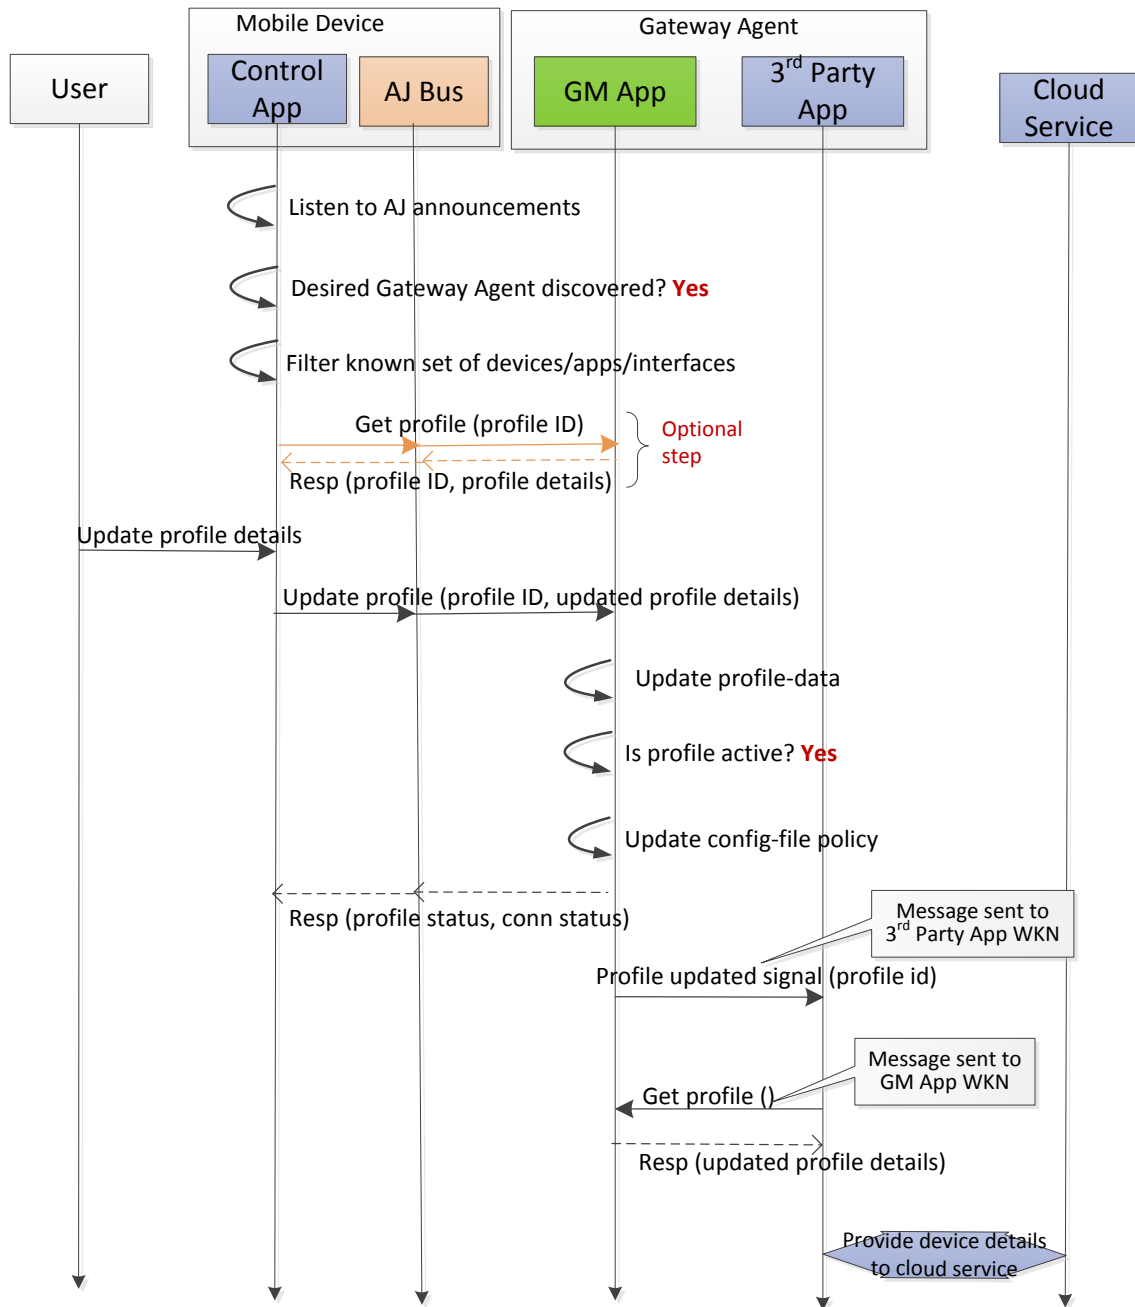 Mobile Device
Gateway Agent
User
Control
App
AJ Bus
GM App
3rd Party
App
Cloud
Service
Listen to AJ announcements
Desired Gateway Agent discovered? Yes
Filter known set of devices/apps/interfaces
Get profile (profile ID)
Optional
step
Resp (profile ID, profile details)
Update profile details
Update profile (profile ID, updated profile details)
Update profile-data
Is profile active? Yes
Update config-file policy
Resp (profile status, conn status)
Message sent to
3rd Party App WKN
Profile updated signal (profile id)
Message sent to
GM App WKN
Get profile ()
Resp (updated profile details)
Provide device details
to cloud service